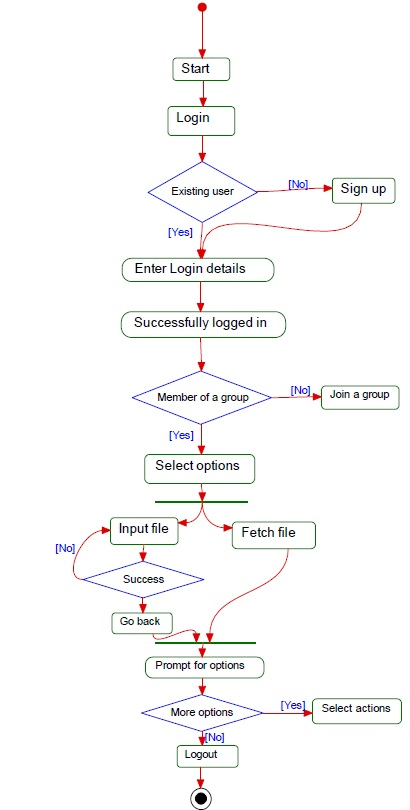 Start
Login
Existing user
[No]
Sign up
[Yes]
Enter Login details
Successfully logged in
Member of a group
[No]
Join a group
[Yes]
Select options
Input file
Fetch file
[No]
Success
Go back
Prompt for options
More options
[Yes]
Select actions
[No]
Logout